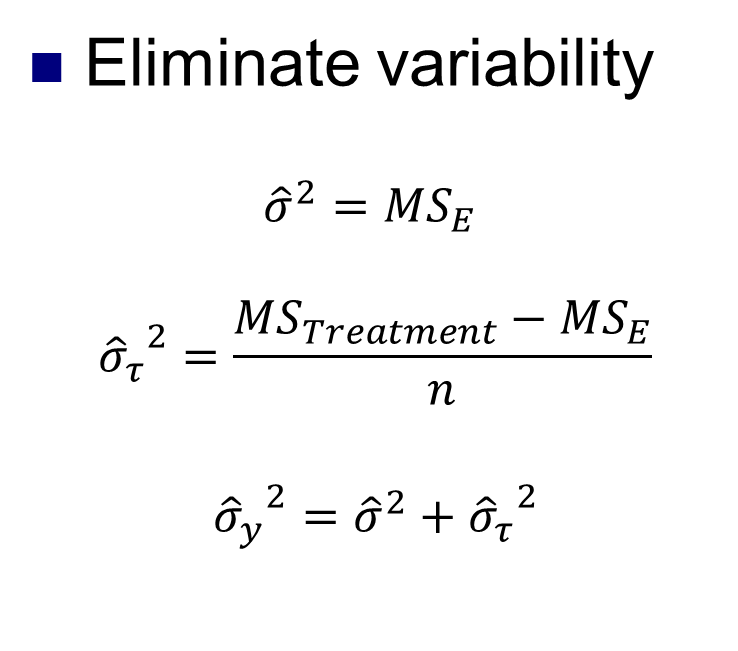 ■ Eliminate variability
σ̂² = MS_E
σ̂_τ² = (MS_Treatment − MS_E) / n
σ̂_y² = σ̂² + σ̂_τ²